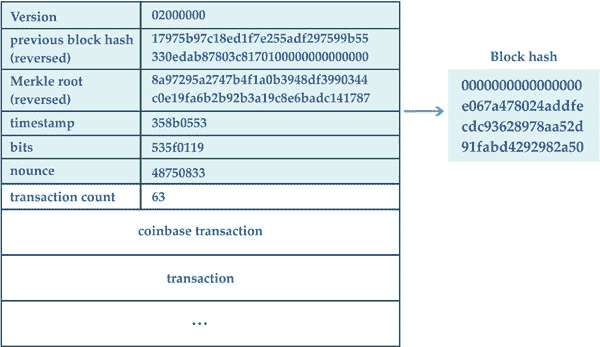 Version 02000000
previous block hash (reversed) 17975b97c18ed1f7e255adf297599b55
330edab87803c8170100000000000000
Merkle root (reversed) 8a97295a2747b4f1a0b3948df3990344
c0e19fa6b2b92b3a19c8e6badc141787
timestamp 358b0553
bits 535f0119
nounce 48750833
transaction count 63
coinbase transaction
transaction
...
Block hash
0000000000000000
e067a478024addfe
cdc93628978aa52d
91fabd4292982a50